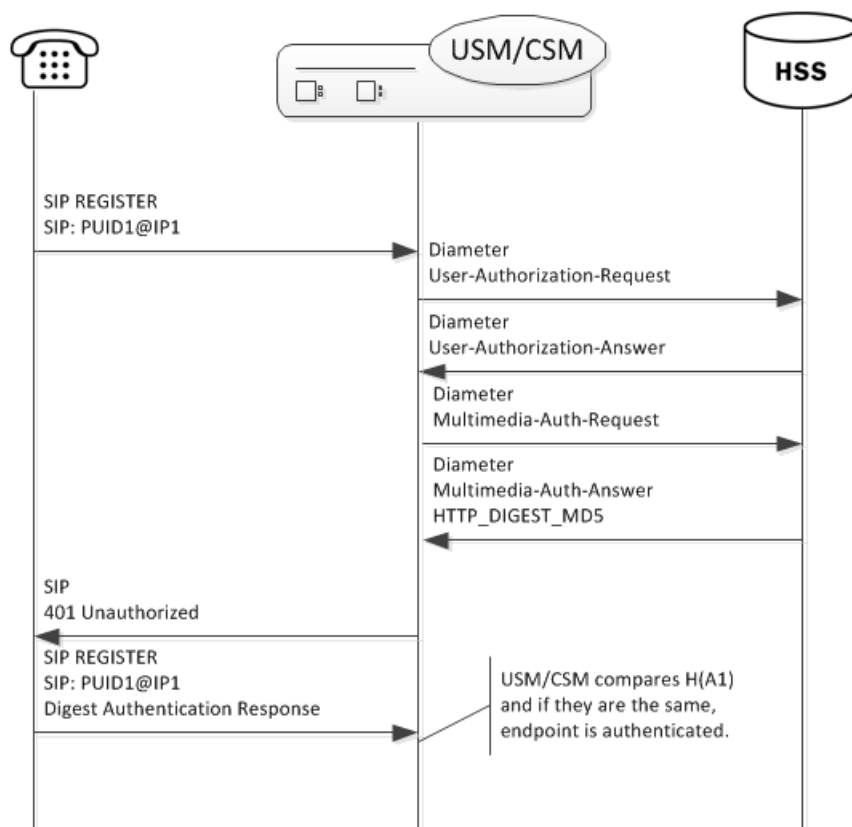 USM/CSM
HSS
SIP REGISTER
SIP: PUID1@IP1
Diameter
User-Authorization-Request
Diameter
User-Authorization-Answer
Diameter
Multimedia-Auth-Request
Diameter
Multimedia-Auth-Answer
HTTP_DIGEST_MD5
SIP
401 Unauthorized
SIP REGISTER
SIP: PUID1@IP1
Digest Authentication Response
USM/CSM compares H(A1)
and if they are the same,
endpoint is authenticated.